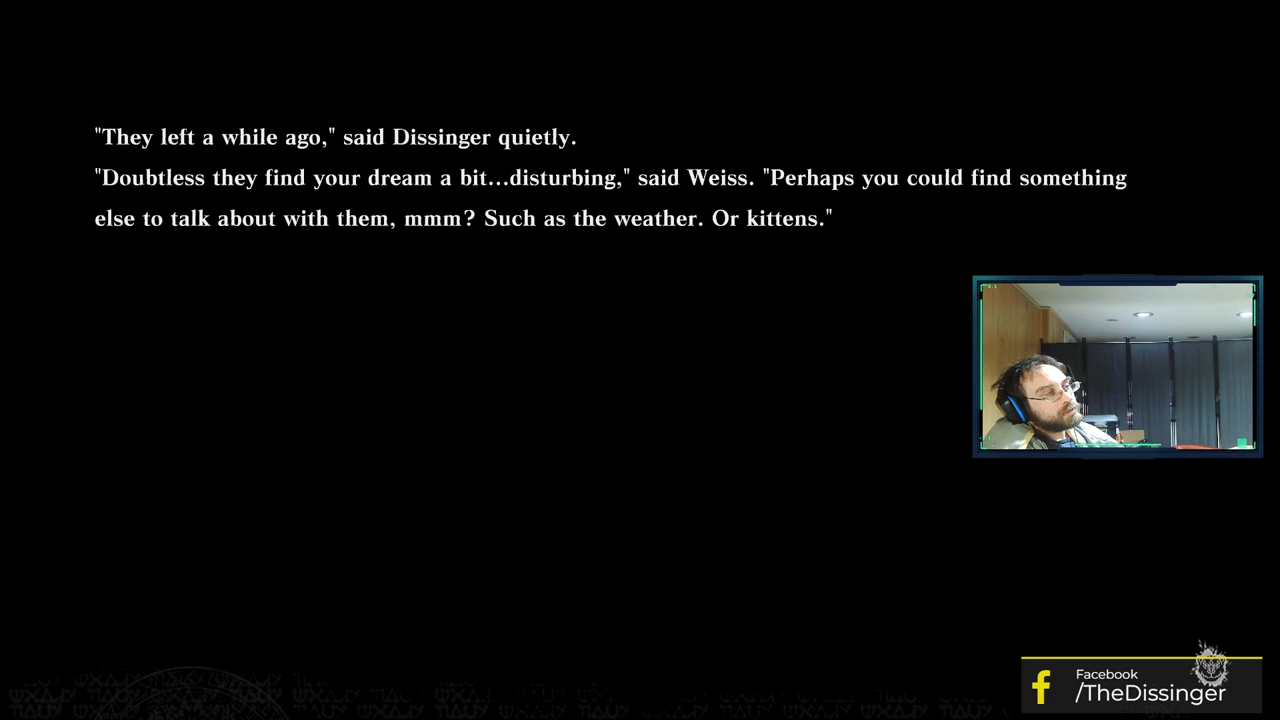 "They left a while ago," said Dissinger quietly.
"Doubtless they find your dream a bit...disturbing," said Weiss. "Perhaps you could find something
else to talk about with them, mmm? Such as the weather. Or kittens."
Facebook
/TheDissinger